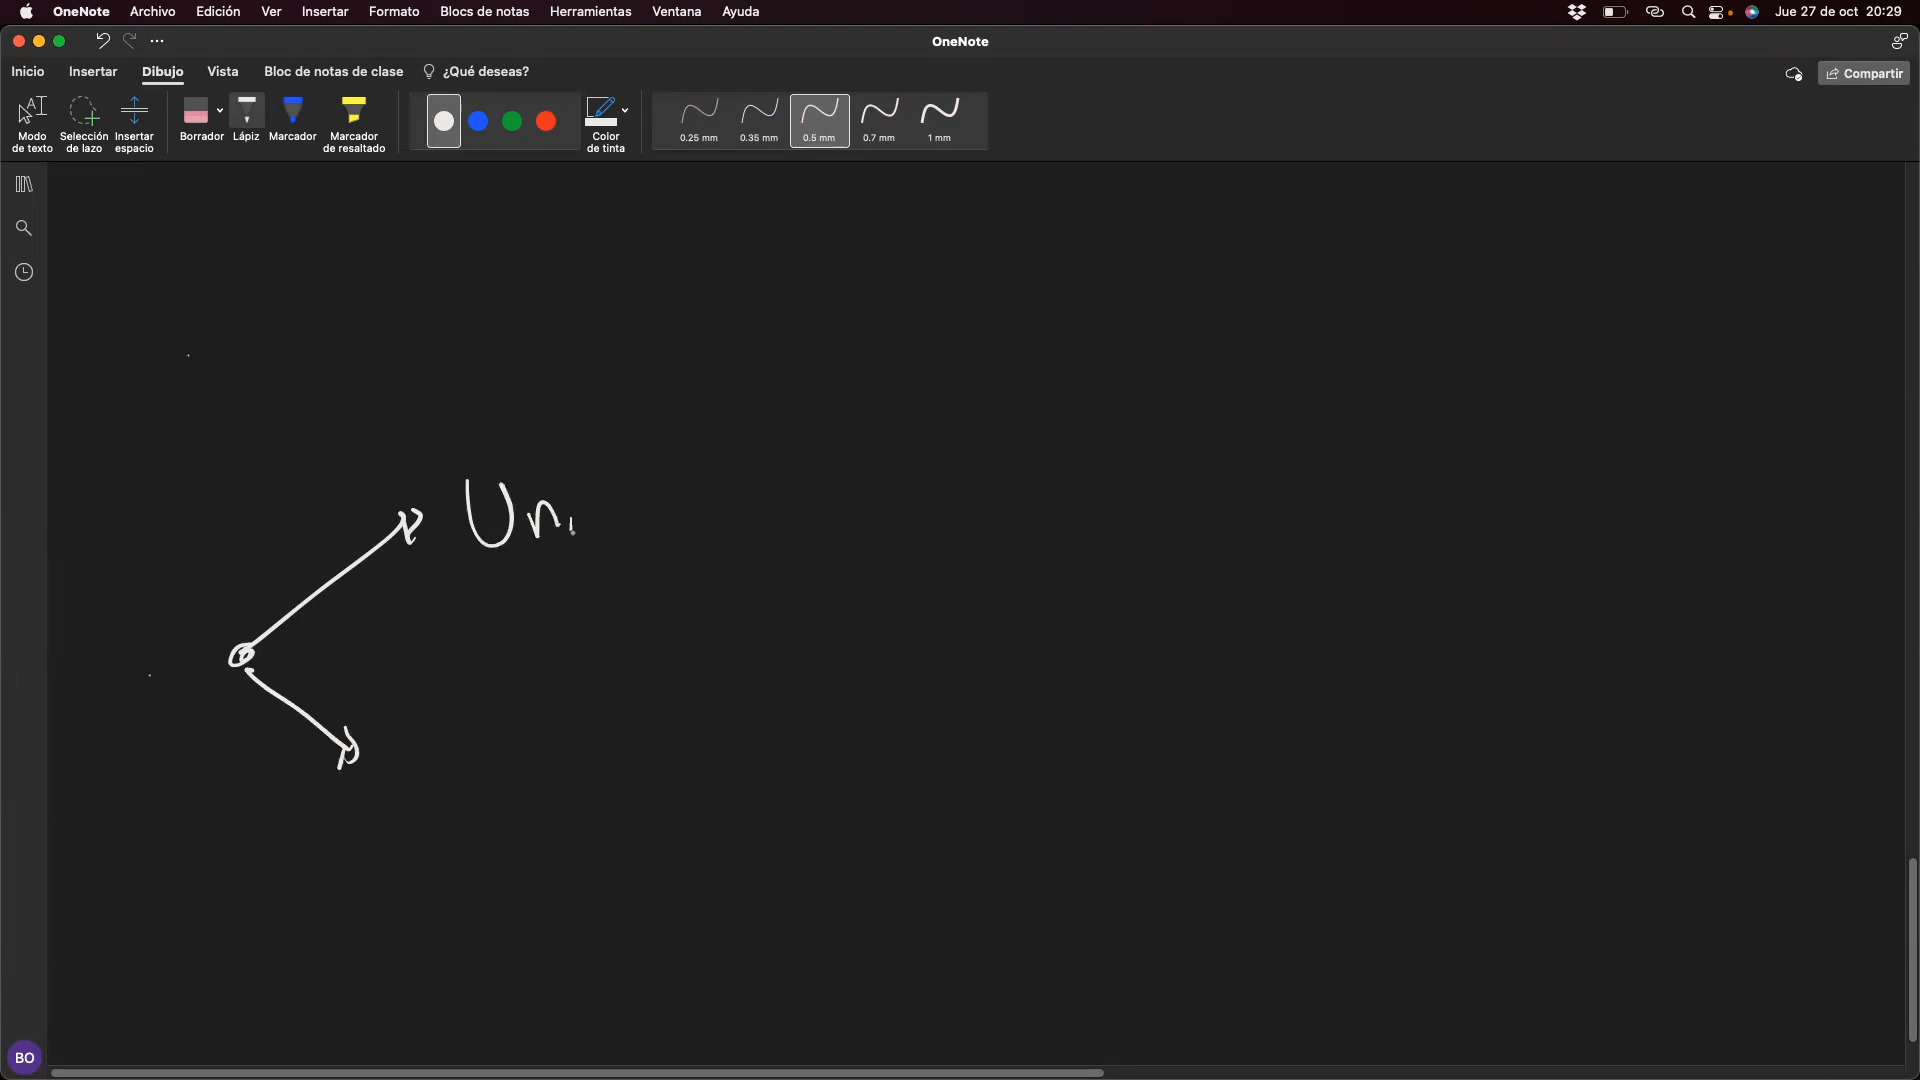 OneNote Archivo Edición Ver Insertar Formato Blocs de notas Herramientas Ventana Ayuda Jue 27 de oct 20:29
OneNote
Inicio Insertar Dibujo Vista Bloc de notas de clase ¿Qué deseas? Compartir
Modo de texto
Selección de lazo
Insertar espacio
Borrador
Lápiz
Marcador
Marcador de resaltado
Color de tinta
0.25 mm
0.35 mm
0.5 mm
0.7 mm
1 mm
Uni
BO